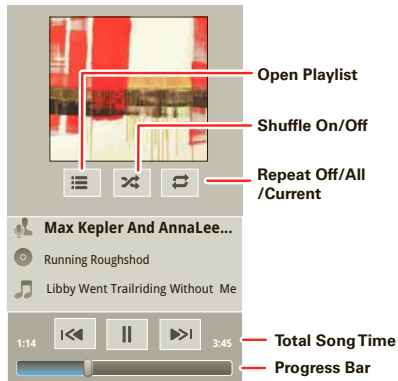 Open Playlist
Shuffle On/Off
Repeat Off/All
/Current
Max Kepler And AnnaLee...
Running Roughshod
Libby Went Trailriding Without Me
1:14
3:45
Total Song Time
Progress Bar